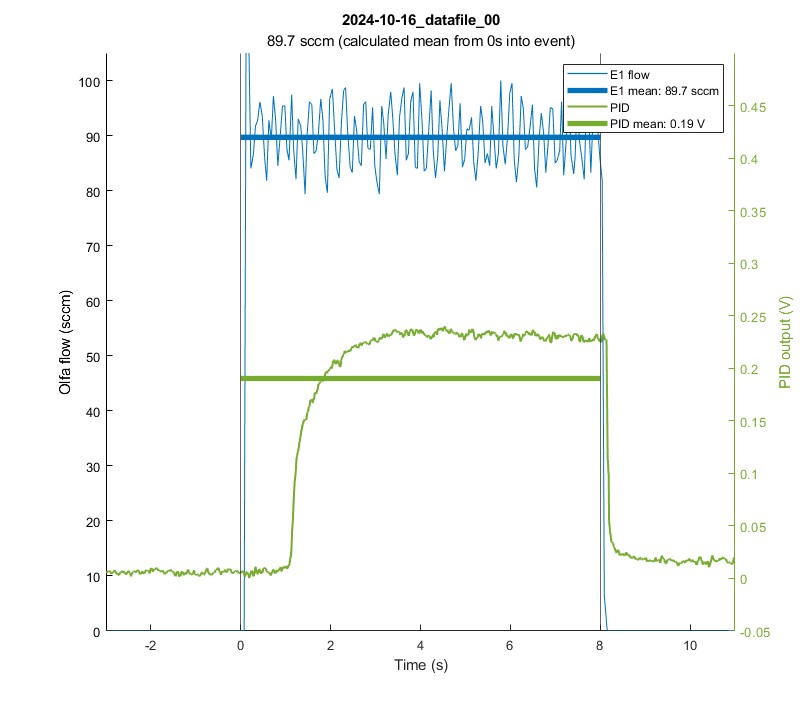 2024-10-16_datafile_00
89.7 sccm (calculated mean from 0s into event)
E1 flow
E1 mean: 89.7 sccm
PID
PID mean: 0.19 V
Olfa flow (sccm)
100
90
80
70
60
50
40
30
20
10
0
PID output (V)
0.45
0.4
0.35
0.3
0.25
0.2
0.15
0.1
0.05
0
-0.05
-2 0 2 4 6 8 10
Time (s)